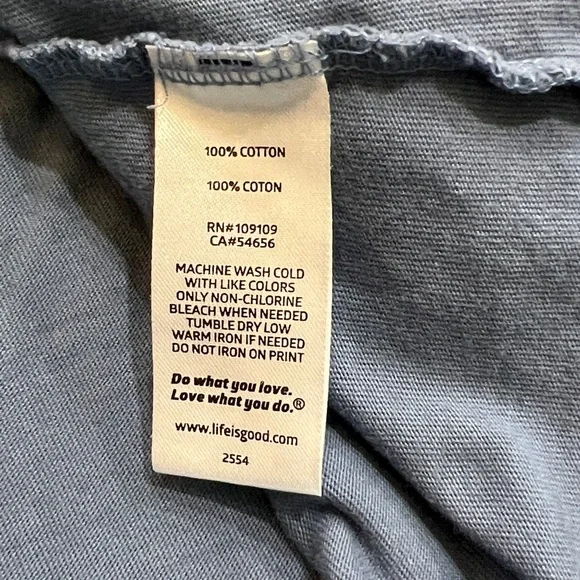 100% COTTON
100% COTON
RN#109109
CA#54656
MACHINE WASH COLD
WITH LIKE COLORS
ONLY NON-CHLORINE
BLEACH WHEN NEEDED
TUMBLE DRY LOW
WARM IRON IF NEEDED
DO NOT IRON ON PRINT
Do what you love.
Love what you do.®
www.lifeisgood.com
2554